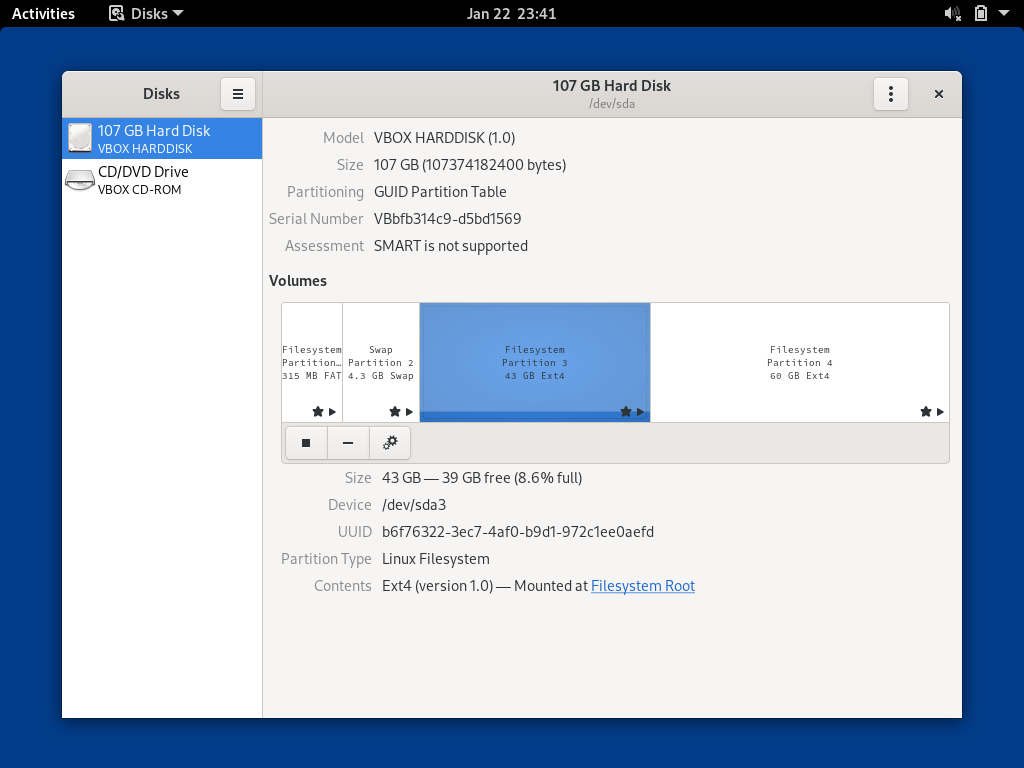 Activities
Disks
Jan 22 23:41
Disks
107 GB Hard Disk
/dev/sda
107 GB Hard Disk
VBOX HARDDISK
CD/DVD Drive
VBOX CD-ROM
Model VBOX HARDDISK (1.0)
Size 107 GB (107374182400 bytes)
Partitioning GUID Partition Table
Serial Number VBbfb314c9-d5bd1569
Assessment SMART is not supported
Volumes
Filesystem
Partition…
315 MB FAT
Swap
Partition 2
4.3 GB Swap
Filesystem
Partition 3
43 GB Ext4
Filesystem
Partition 4
60 GB Ext4
Size 43 GB — 39 GB free (8.6% full)
Device /dev/sda3
UUID b6f76322-3ec7-4af0-b9d1-972c1ee0aefd
Partition Type Linux Filesystem
Contents Ext4 (version 1.0) — Mounted at Filesystem Root